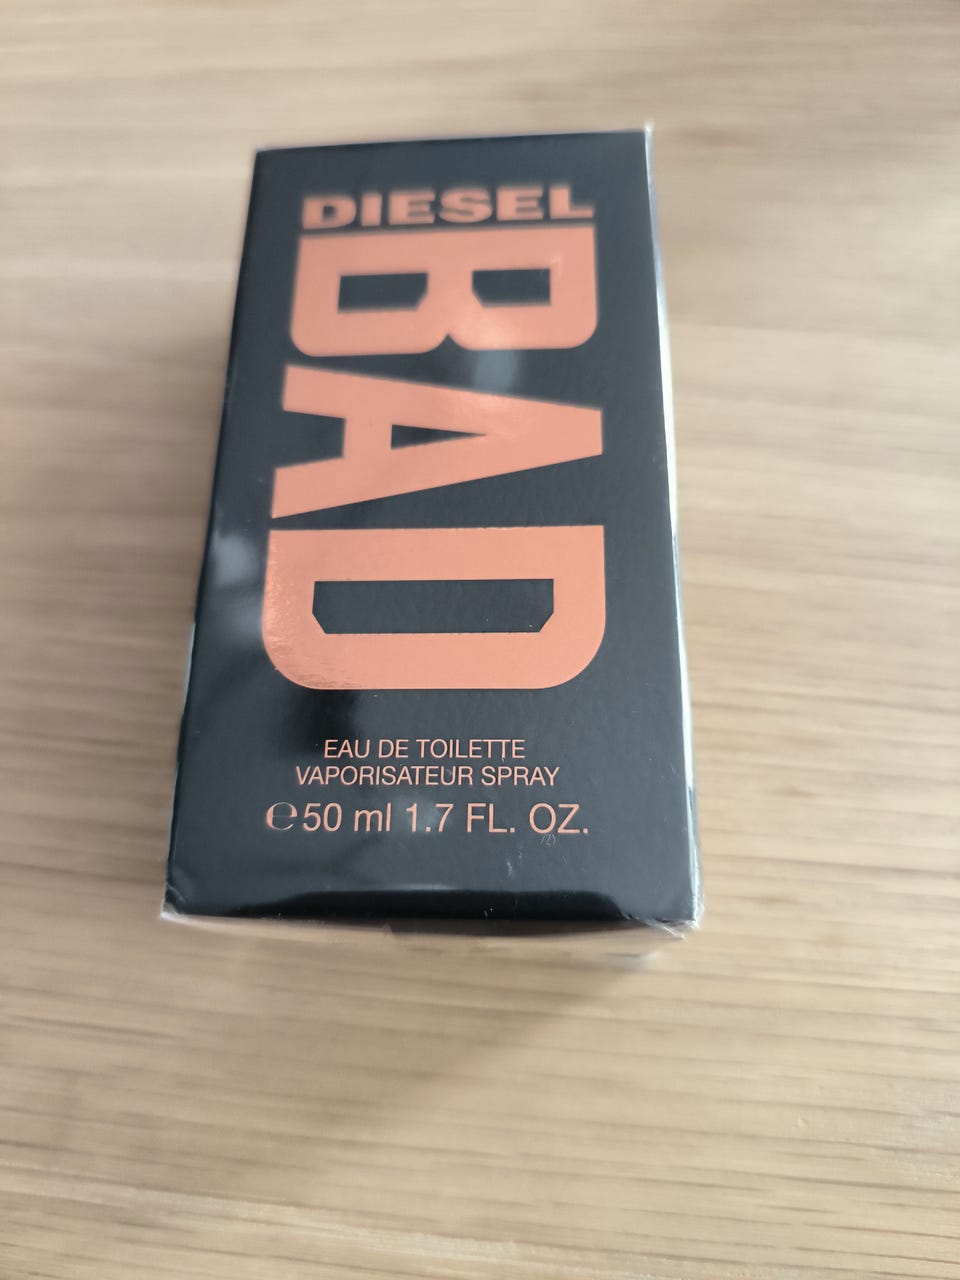 DIESEL
BAD
EAU DE TOILETTE
VAPORISATEUR SPRAY
℮50 ml 1.7 FL. OZ.